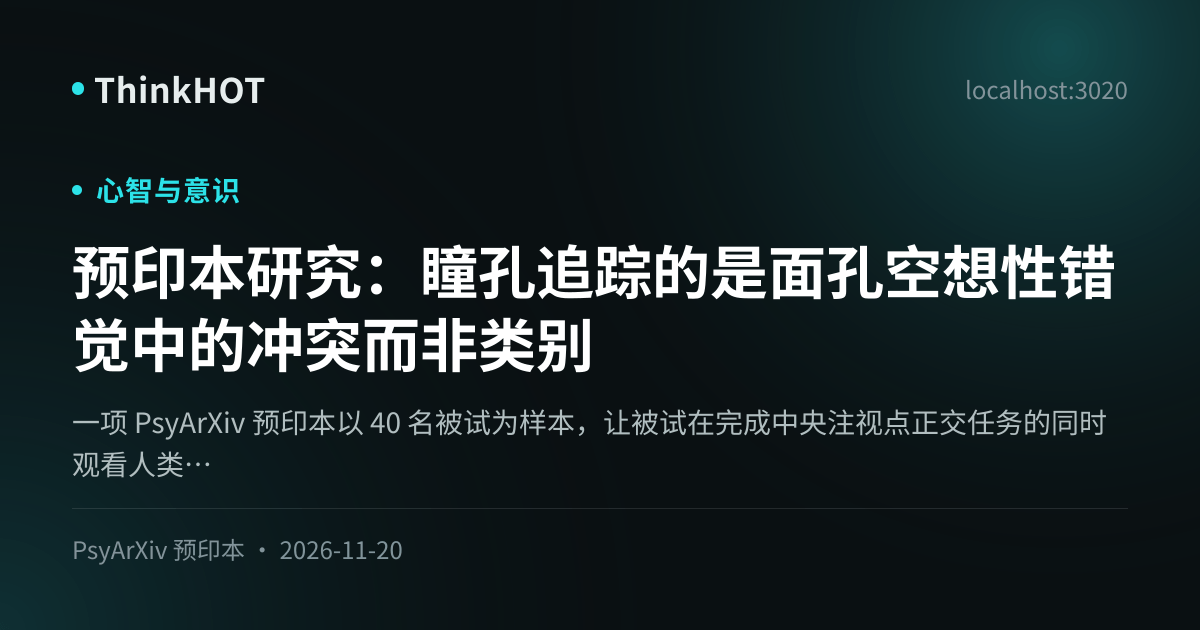 ThinkHOT
localhost:3020
心智与意识
预印本研究：瞳孔追踪的是面孔空想性错
觉中的冲突而非类别
一项 PsyArXiv 预印本以 40 名被试为样本，让被试在完成中央注视点正交任务的同时
观看人类…
PsyArXiv 预印本 • 2026-11-20